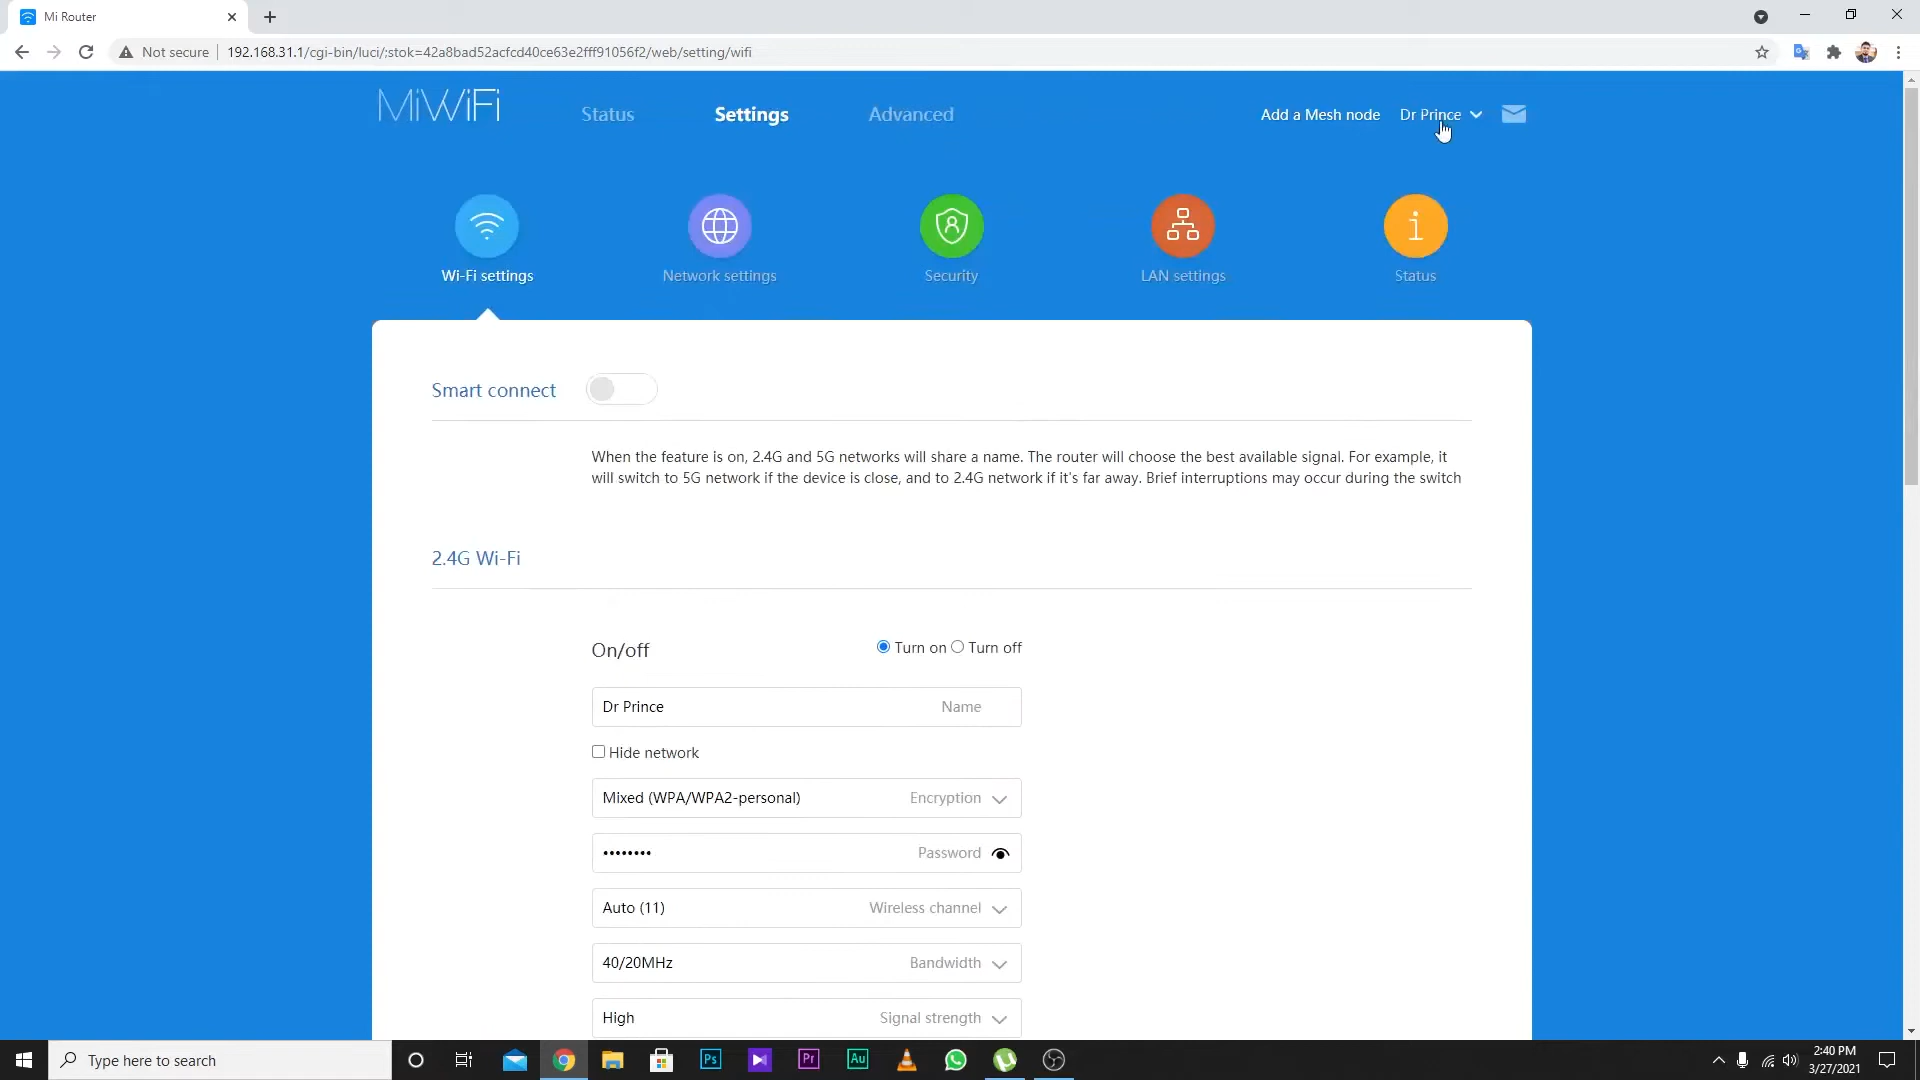 Mi Router
Not secure
192.168.31.1/cgi-bin/luci/;stok=42a8bad52acfcd40ce63e2fff91056f2/web/setting/wifi
MiWiFi
Status
Settings
Advanced
Add a Mesh node
Dr Prince
Wi-Fi settings
Network settings
Security
LAN settings
Status
Smart connect
When the feature is on, 2.4G and 5G networks will share a name. The router will choose the best available signal. For example, it
will switch to 5G network if the device is close, and to 2.4G network if it's far away. Brief interruptions may occur during the switch
2.4G Wi-Fi
On/off
Turn on
Turn off
Dr Prince
Name
Hide network
Mixed (WPA/WPA2-personal)
Encryption
••••••••
Password
Auto (11)
Wireless channel
40/20MHz
Bandwidth
High
Signal strength
Type here to search
Ps
Pr
Au
2:40 PM
3/27/2021